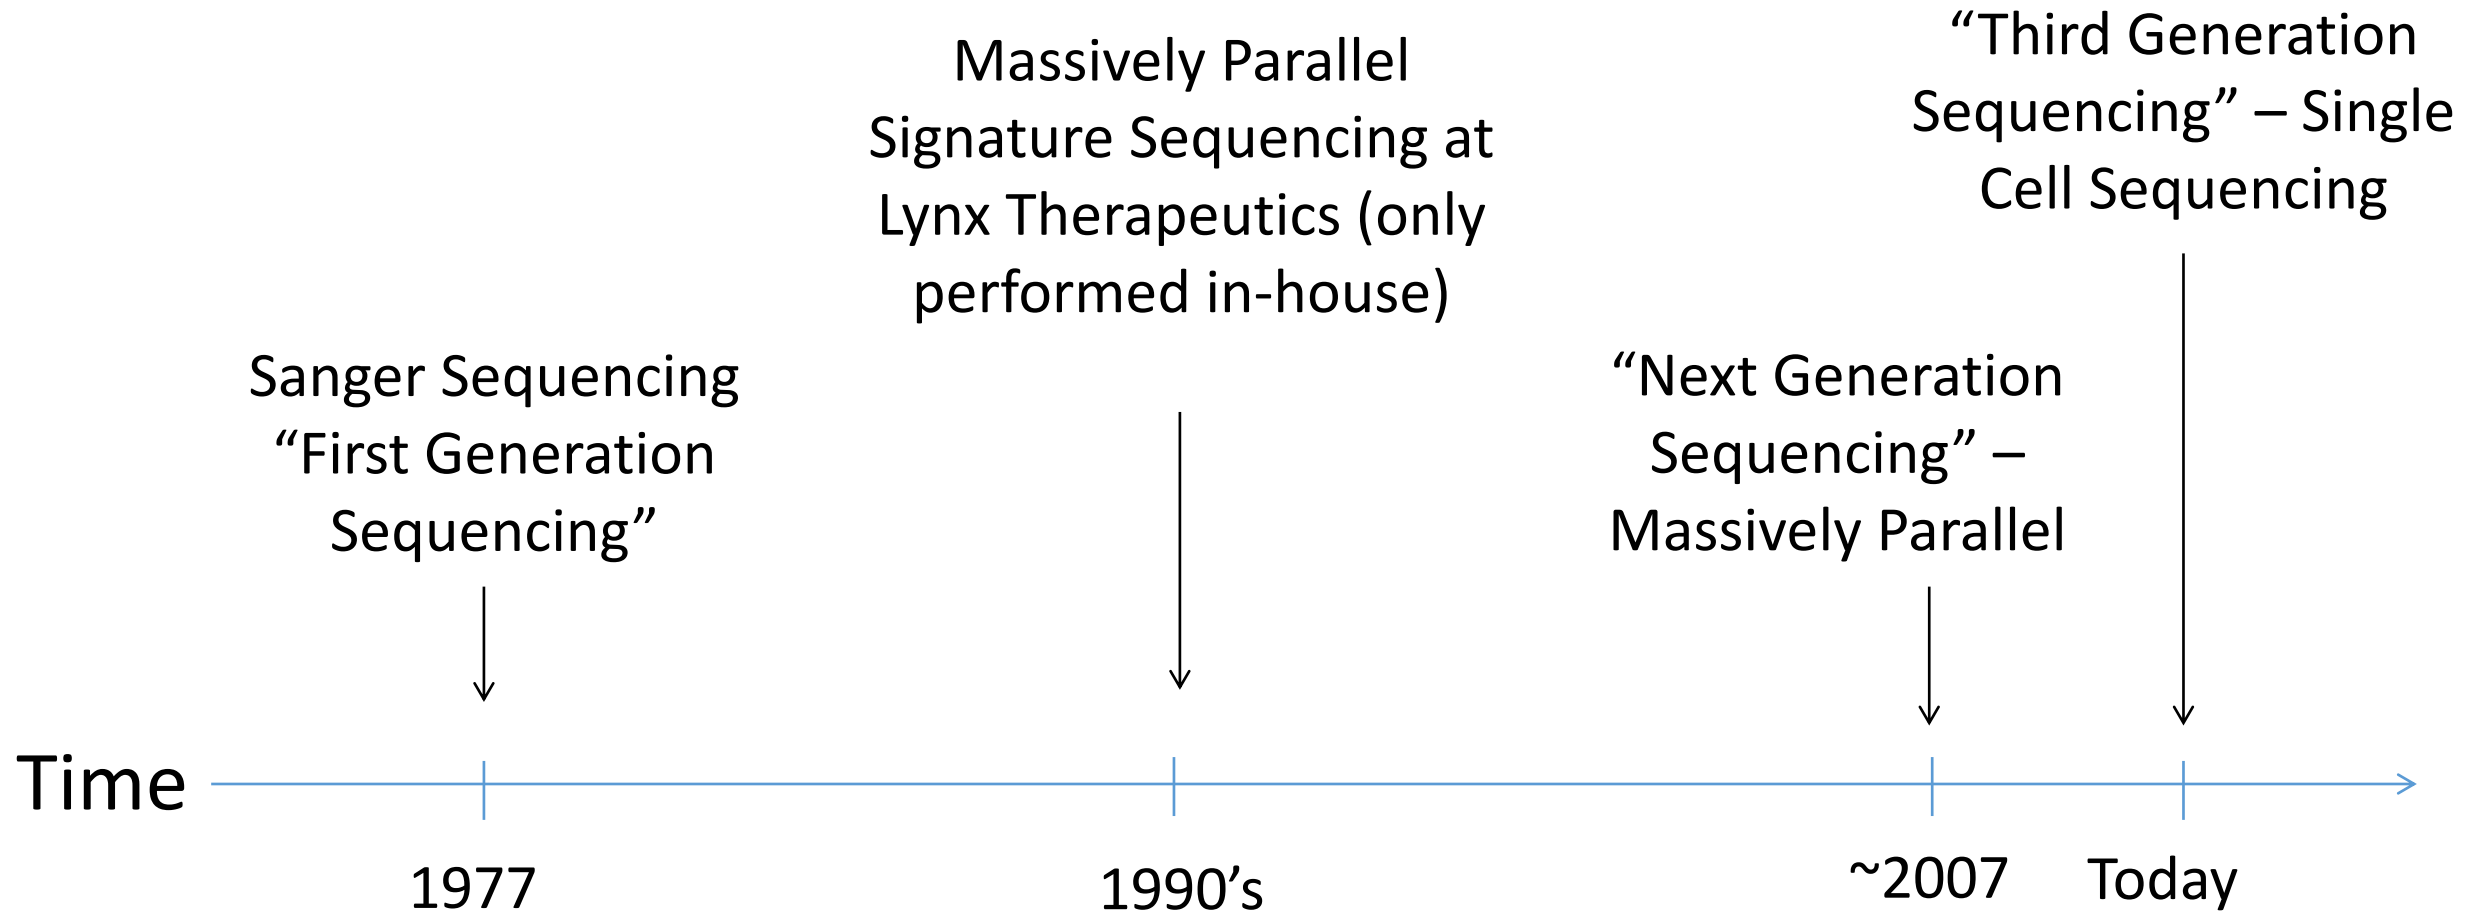 Sanger Sequencing
“First Generation
Sequencing”
Massively Parallel
Signature Sequencing at
Lynx Therapeutics (only
performed in-house)
“Next Generation
Sequencing” –
Massively Parallel
“Third Generation
Sequencing” – Single
Cell Sequencing
Time
1977
1990’s
~2007
Today